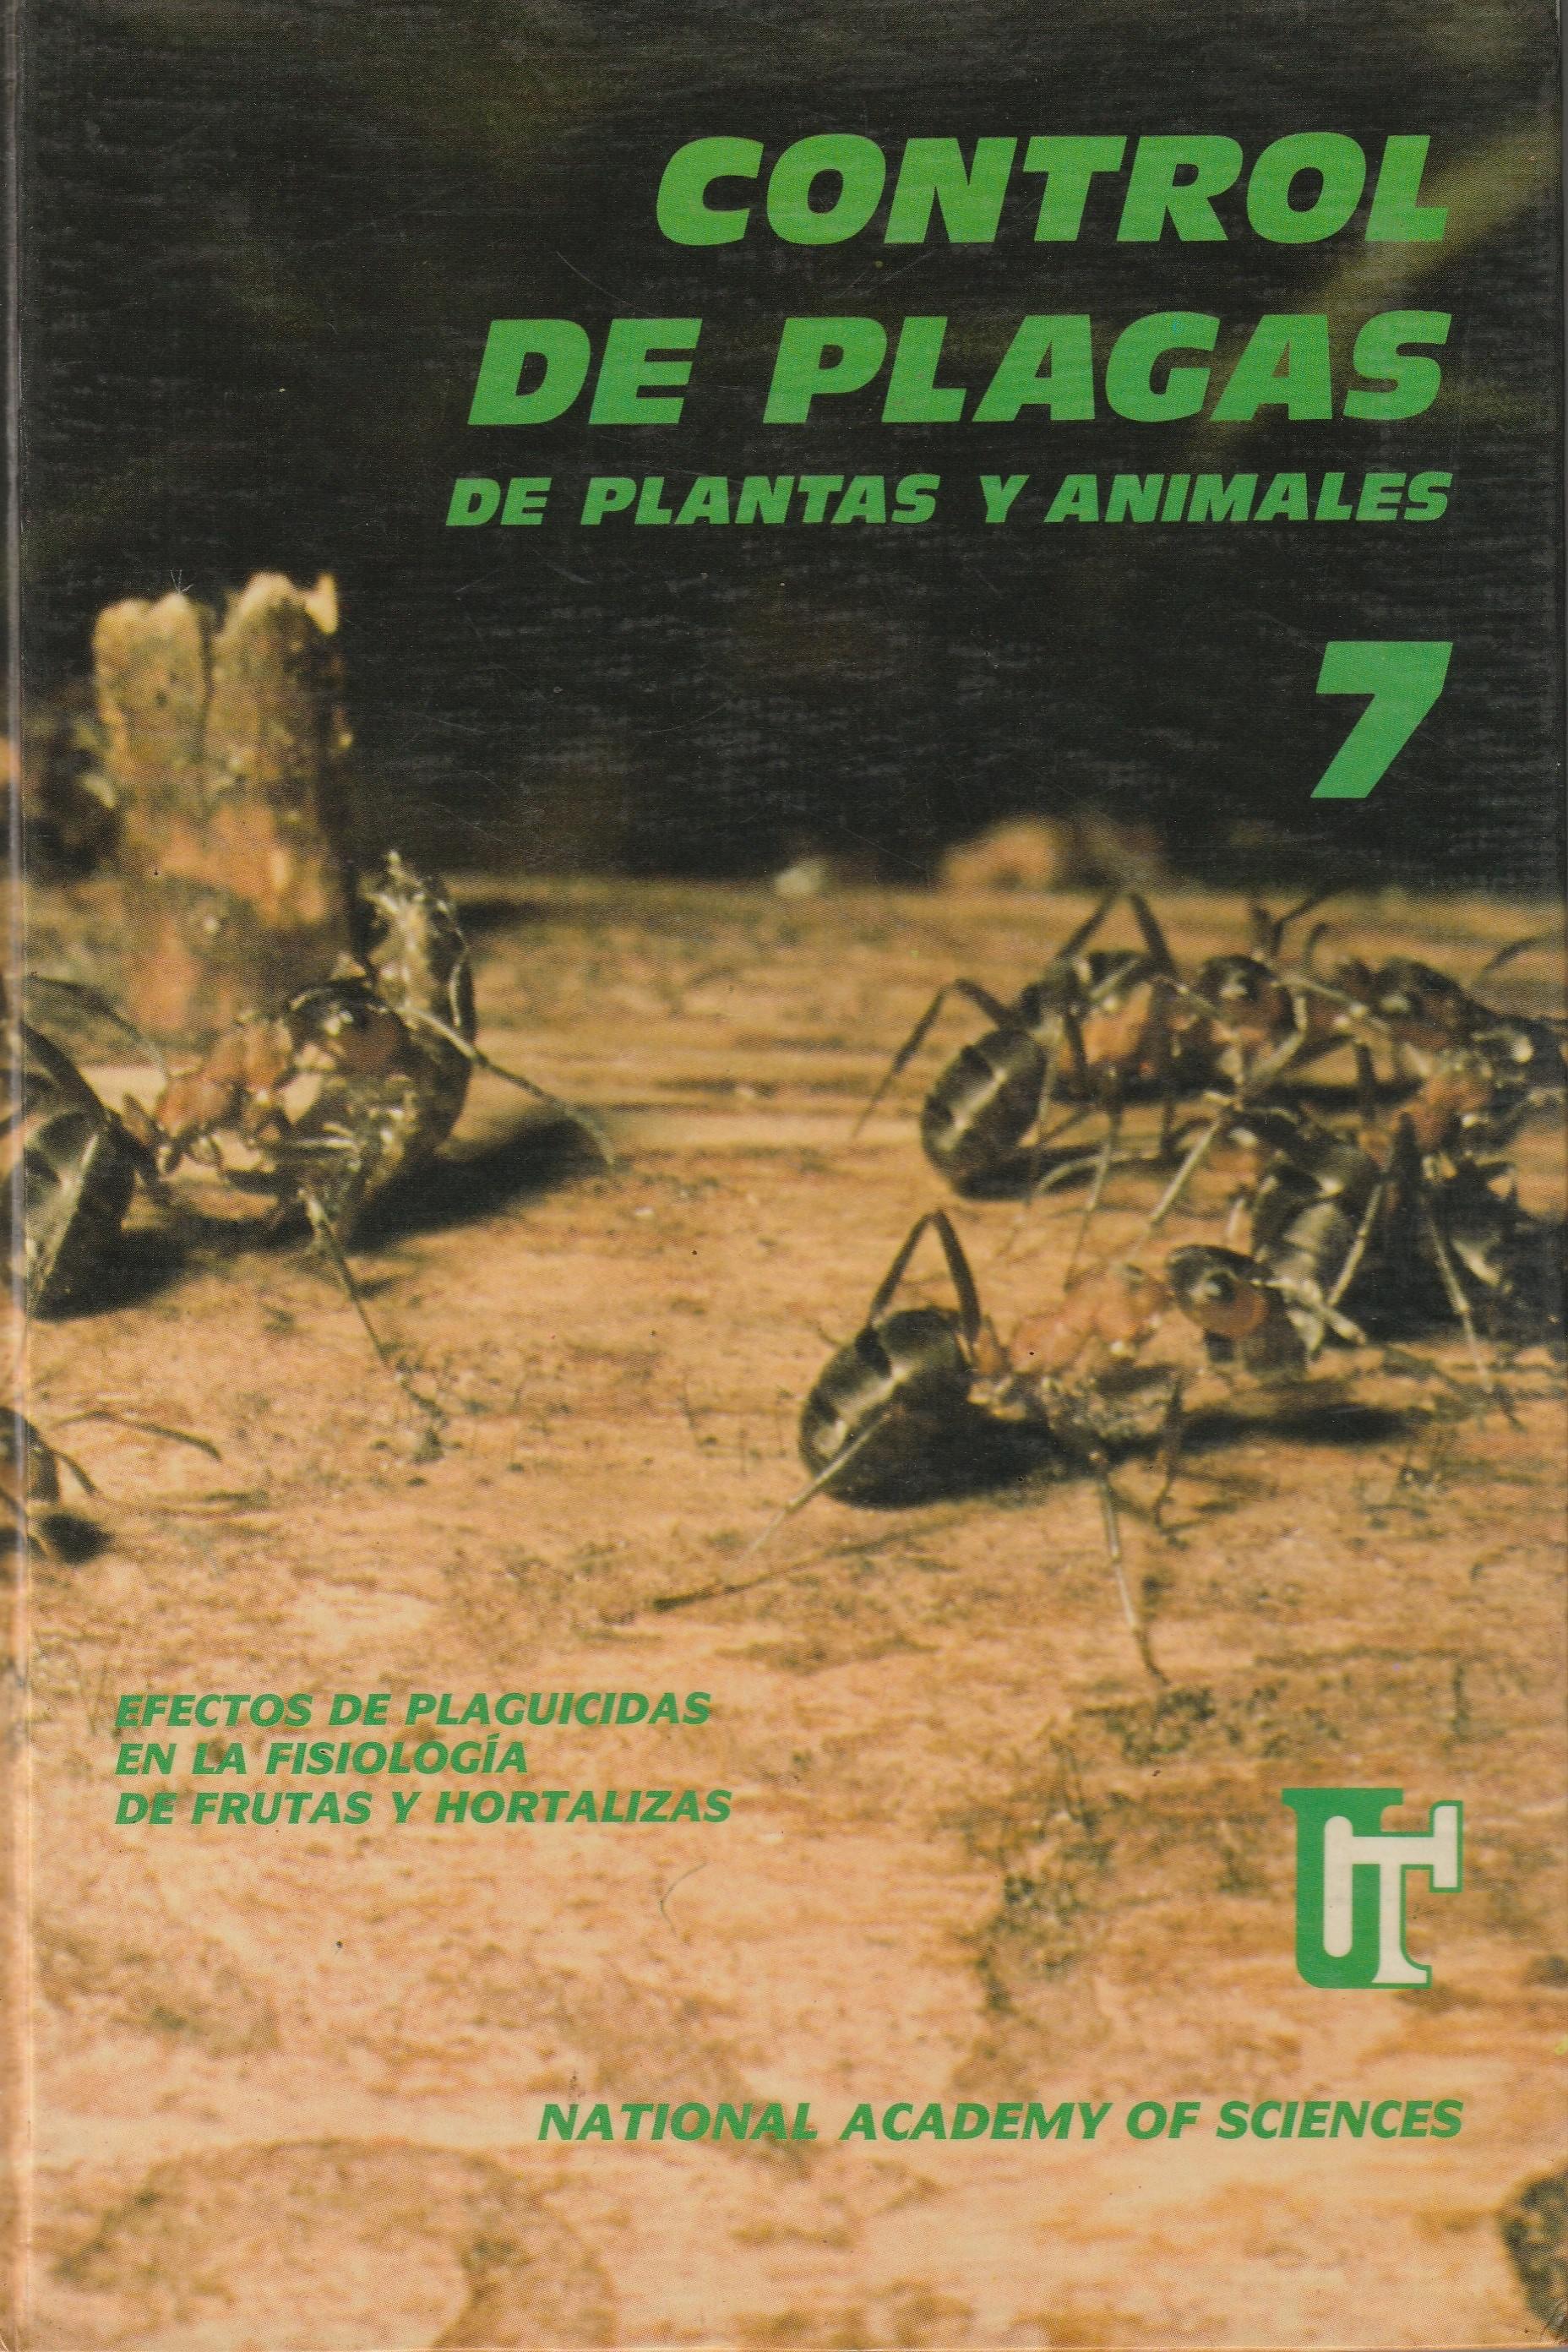 CONTROL
DE PLAGAS
DE PLANTAS Y ANIMALES
7
EFECTOS DE PLAGUICIDAS
EN LA FISIOLOGÍA
DE FRUTAS Y HORTALIZAS
UT
NATIONAL ACADEMY OF SCIENCES